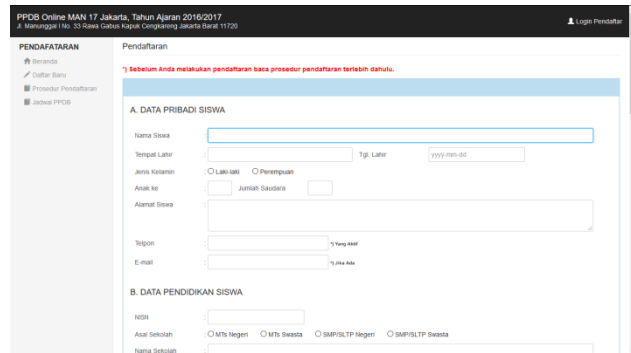 PPDB Online MAN 17 Jakarta, Tahun Ajaran 2016/2017
Jl. Manunggal I No. 33 Rawa Gabus Kapuk Cengkareng Jakarta Barat 11720
Login Pendaftar
PENDAFATARAN
Beranda
Daftar Baru
Prosedur Pendaftaran
Jadwal PPDB
Pendaftaran
*) Sebelum Anda melakukan pendaftaran baca prosedur pendaftaran terlebih dahulu.
A. DATA PRIBADI SISWA
Nama Siswa :
Tempat Lahir : Tgl. Lahir yyyy-mm-dd
Jenis Kelamin : Laki-laki Perempuan
Anak ke : Jumlah Saudara
Alamat Siswa :
Telpon : *) Yang Aktif
E-mail : *) Jika Ada
B. DATA PENDIDIKAN SISWA
NISN :
Asal Sekolah : MTs Negeri MTs Swasta SMP/SLTP Negeri SMP/SLTP Swasta
Nama Sekolah :